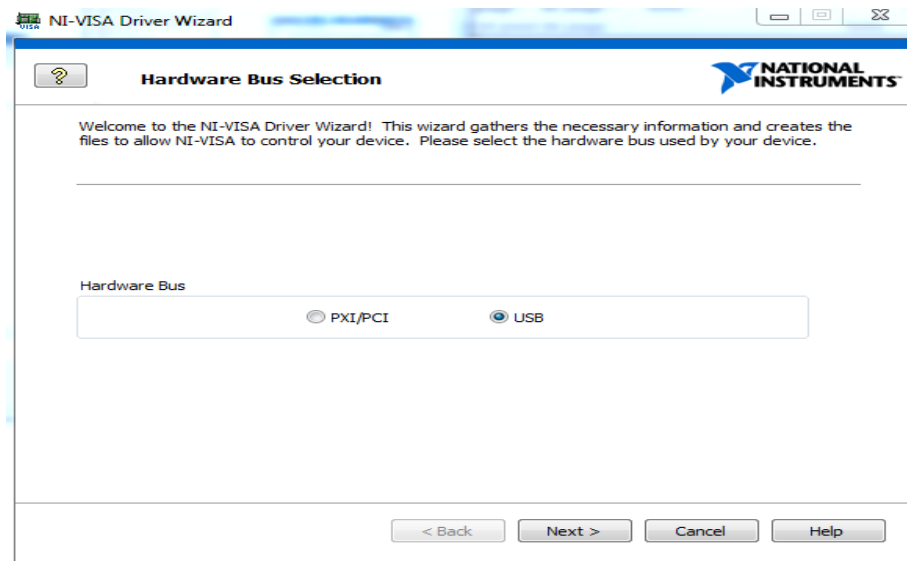 VISA
NI-VISA Driver Wizard
?
Hardware Bus Selection
NATIONAL
INSTRUMENTS™
Welcome to the NI-VISA Driver Wizard! This wizard gathers the necessary information and creates the
files to allow NI-VISA to control your device. Please select the hardware bus used by your device.
Hardware Bus
PXI/PCI USB
< Back Next > Cancel Help